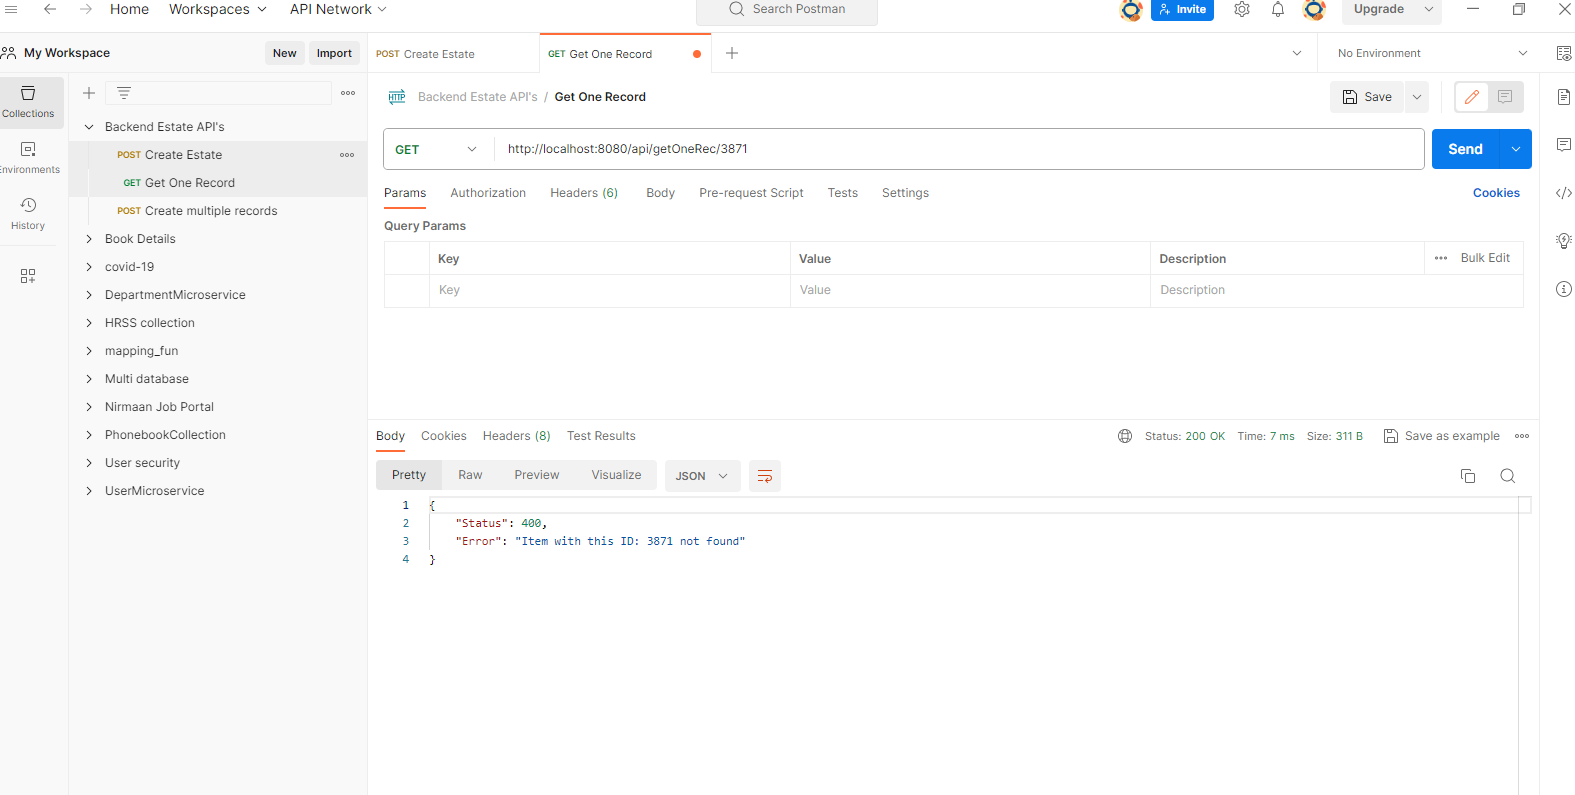 Home Workspaces API Network Search Postman Invite Upgrade
My Workspace New Import POST Create Estate GET Get One Record No Environment
Collections
Environments
History
Backend Estate API's
POST Create Estate
GET Get One Record
POST Create multiple records
Book Details
covid-19
DepartmentMicroservice
HRSS collection
mapping_fun
Multi database
Nirmaan Job Portal
PhonebookCollection
User security
UserMicroservice
HTTP Backend Estate API's / Get One Record Save
GET http://localhost:8080/api/getOneRec/3871 Send
Params Authorization Headers (6) Body Pre-request Script Tests Settings Cookies
Query Params
Key Value Description Bulk Edit
Key Value Description
Body Cookies Headers (8) Test Results Status: 200 OK Time: 7 ms Size: 311 B Save as example
Pretty Raw Preview Visualize JSON
1 {
2 "Status": 400,
3 "Error": "Item with this ID: 3871 not found"
4 }